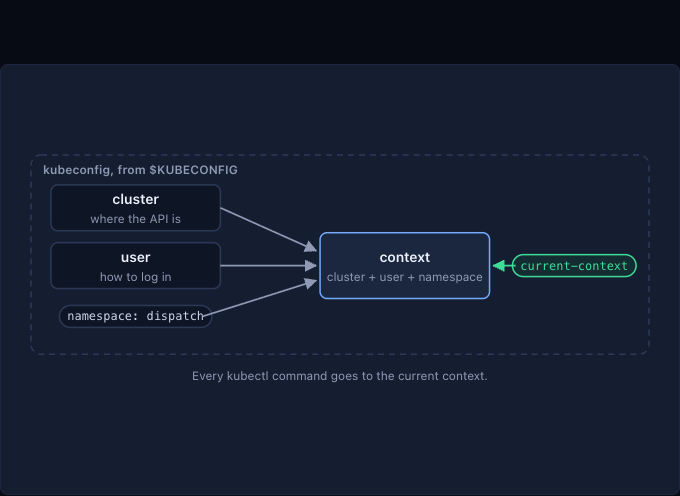 kubeconfig, from $KUBECONFIG
cluster
where the API is
user
how to log in
namespace: dispatch
context
cluster + user + namespace
current-context
Every kubectl command goes to the current context.